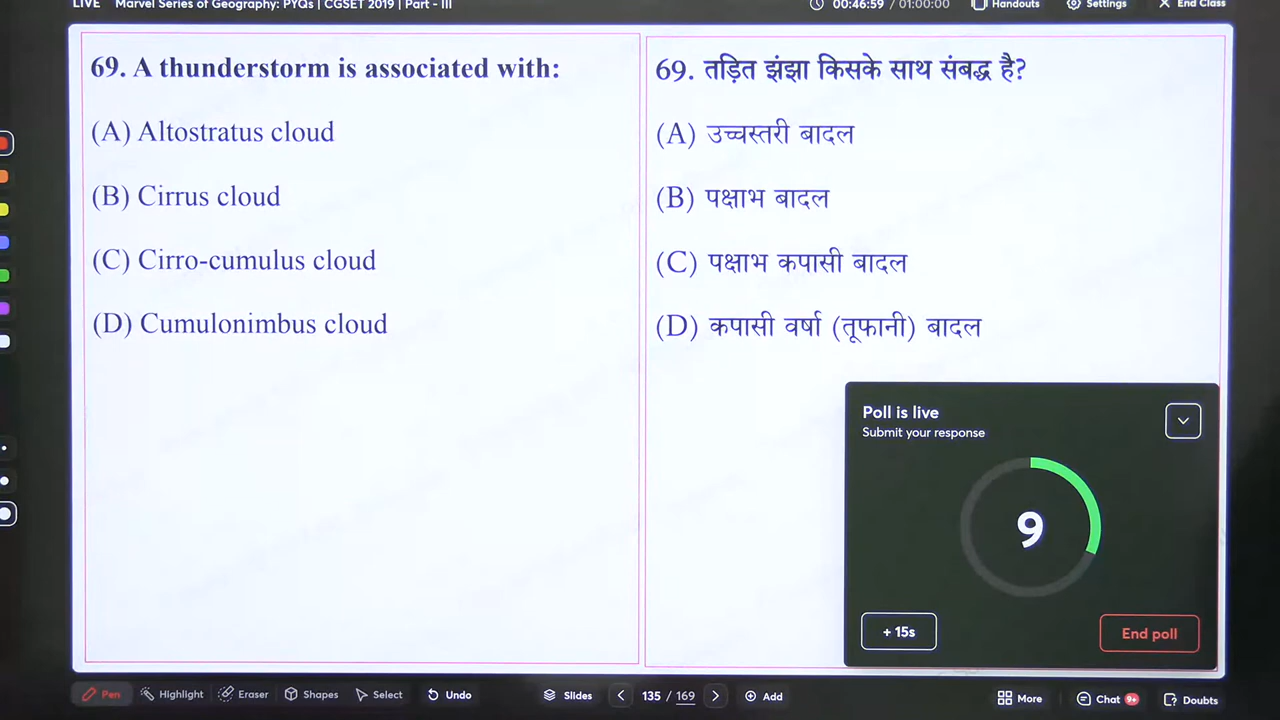 LIVE Marvel Series of Geography: PYQs | CGSET 2019 | Part - III 00:46:59 / 01:00:00 Handouts Settings End Class
69. A thunderstorm is associated with:
(A) Altostratus cloud
(B) Cirrus cloud
(C) Cirro-cumulus cloud
(D) Cumulonimbus cloud
69. तड़ित झंझा किसके साथ संबद्ध है?
(A) उच्चस्तरी बादल
(B) पक्षाभ बादल
(C) पक्षाभ कपासी बादल
(D) कपासी वर्षा (तूफानी) बादल
Poll is live
Submit your response
9
+ 15s End poll
Pen Highlight Eraser Shapes Select Undo Slides 135 / 169 Add More Chat 9+ Doubts